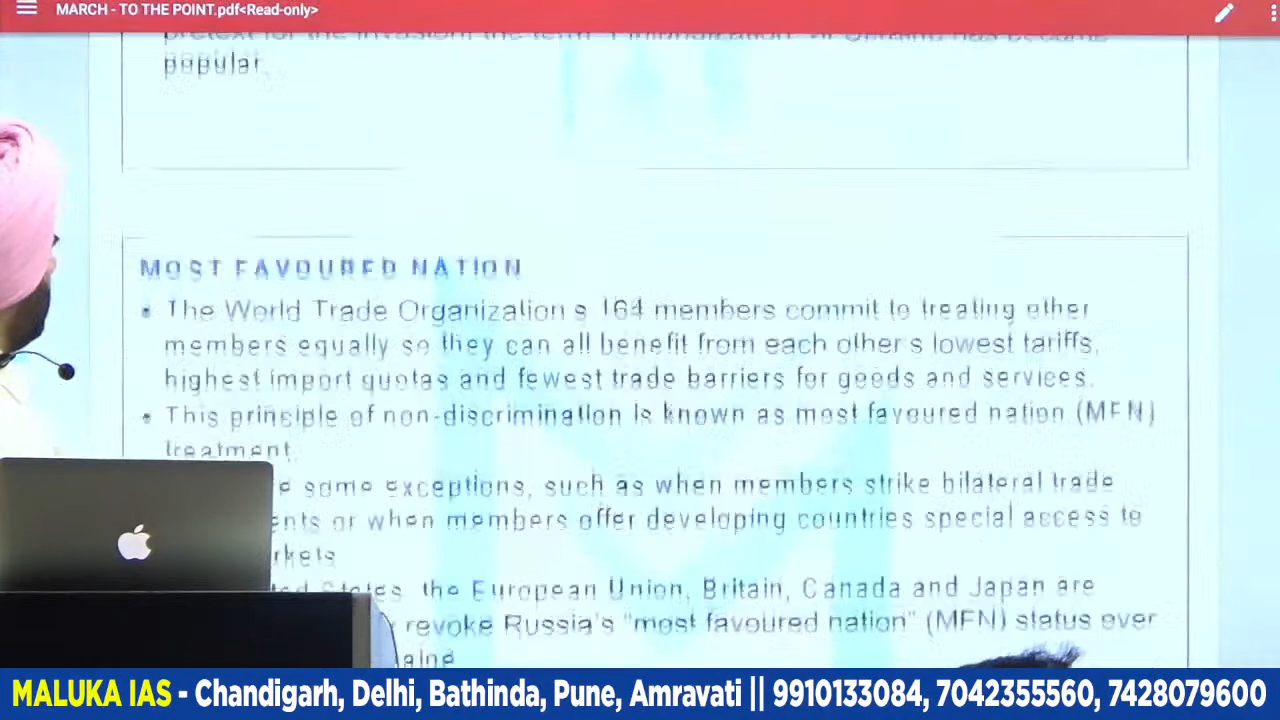 MARCH - TO THE POINT.pdf<Read-only>
popular.
MOST FAVOURED NATION
• The World Trade Organization s 164 members commit to treating other
members equally so they can all benefit from each other s lowest tariffs,
highest import quotas and fewest trade barriers for goods and services.
• This principle of non-discrimination is known as most favoured nation (MFN)
treatment.
some exceptions, such as when members strike bilateral trade
or when members offer developing countries special access to
States, the European Union, Britain, Canada and Japan are
revoke Russia's "most favoured nation" (MFN) status over
MALUKA IAS - Chandigarh, Delhi, Bathinda, Pune, Amravati || 9910133084, 7042355560, 7428079600